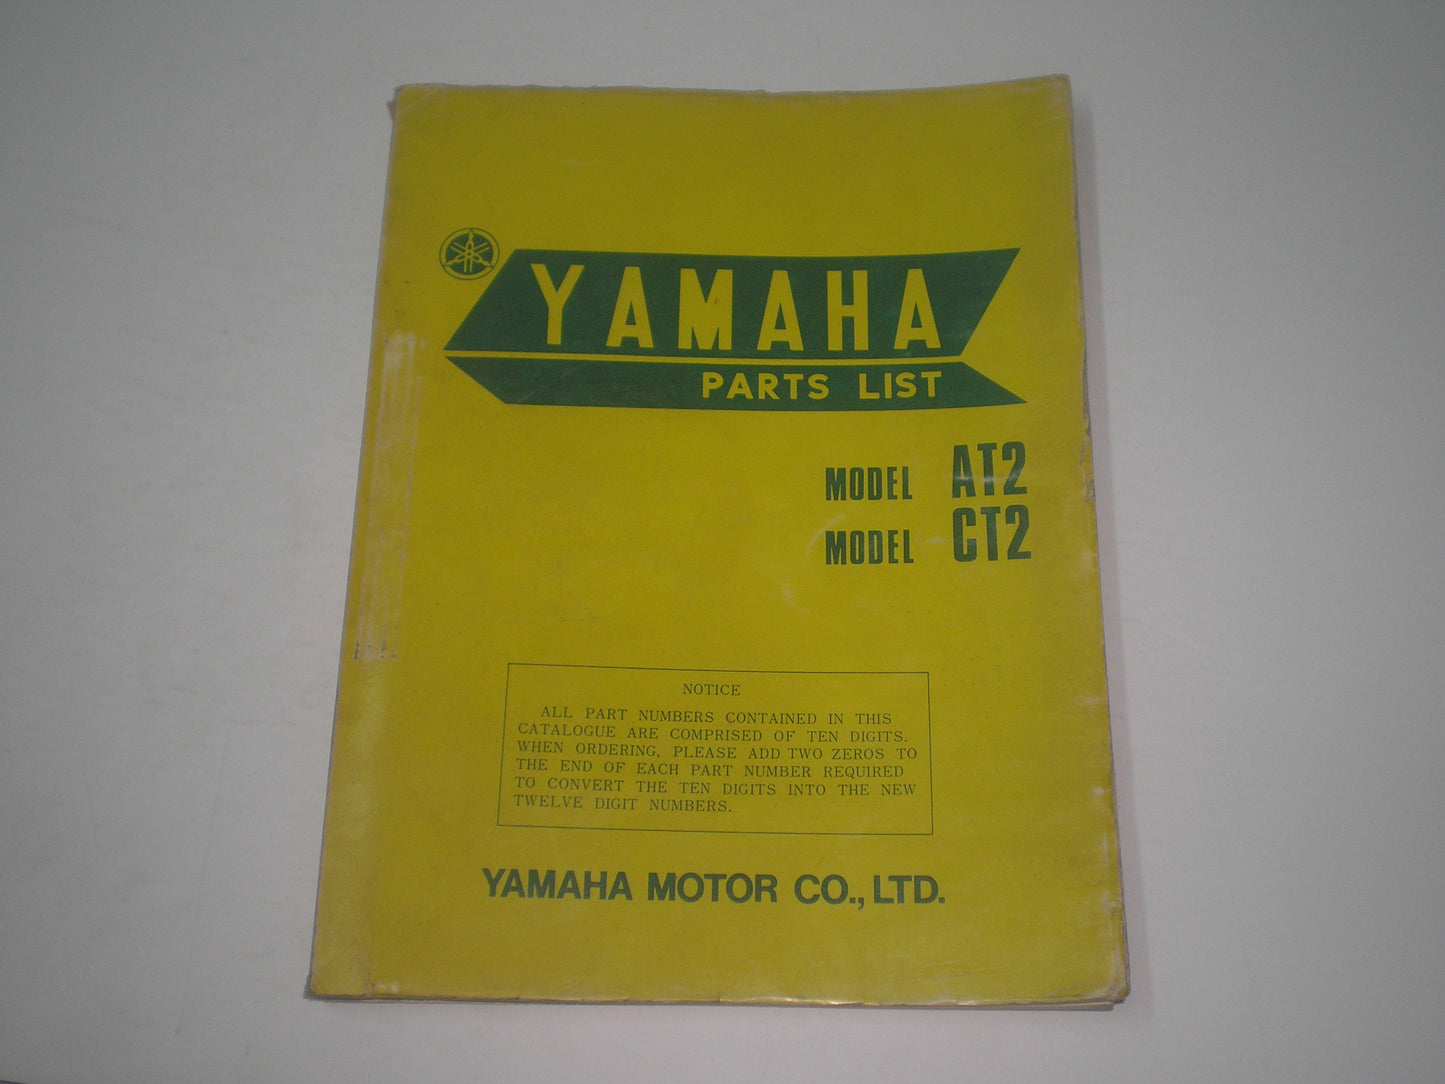 YAMAHA
PARTS LIST
MODEL AT2
MODEL CT2
NOTICE
ALL PART NUMBERS CONTAINED IN THIS
CATALOGUE ARE COMPRISED OF TEN DIGITS.
WHEN ORDERING, PLEASE ADD TWO ZEROS TO
THE END OF EACH PART NUMBER REQUIRED
TO CONVERT THE TEN DIGITS INTO THE NEW
TWELVE DIGIT NUMBERS.
YAMAHA MOTOR CO., LTD.